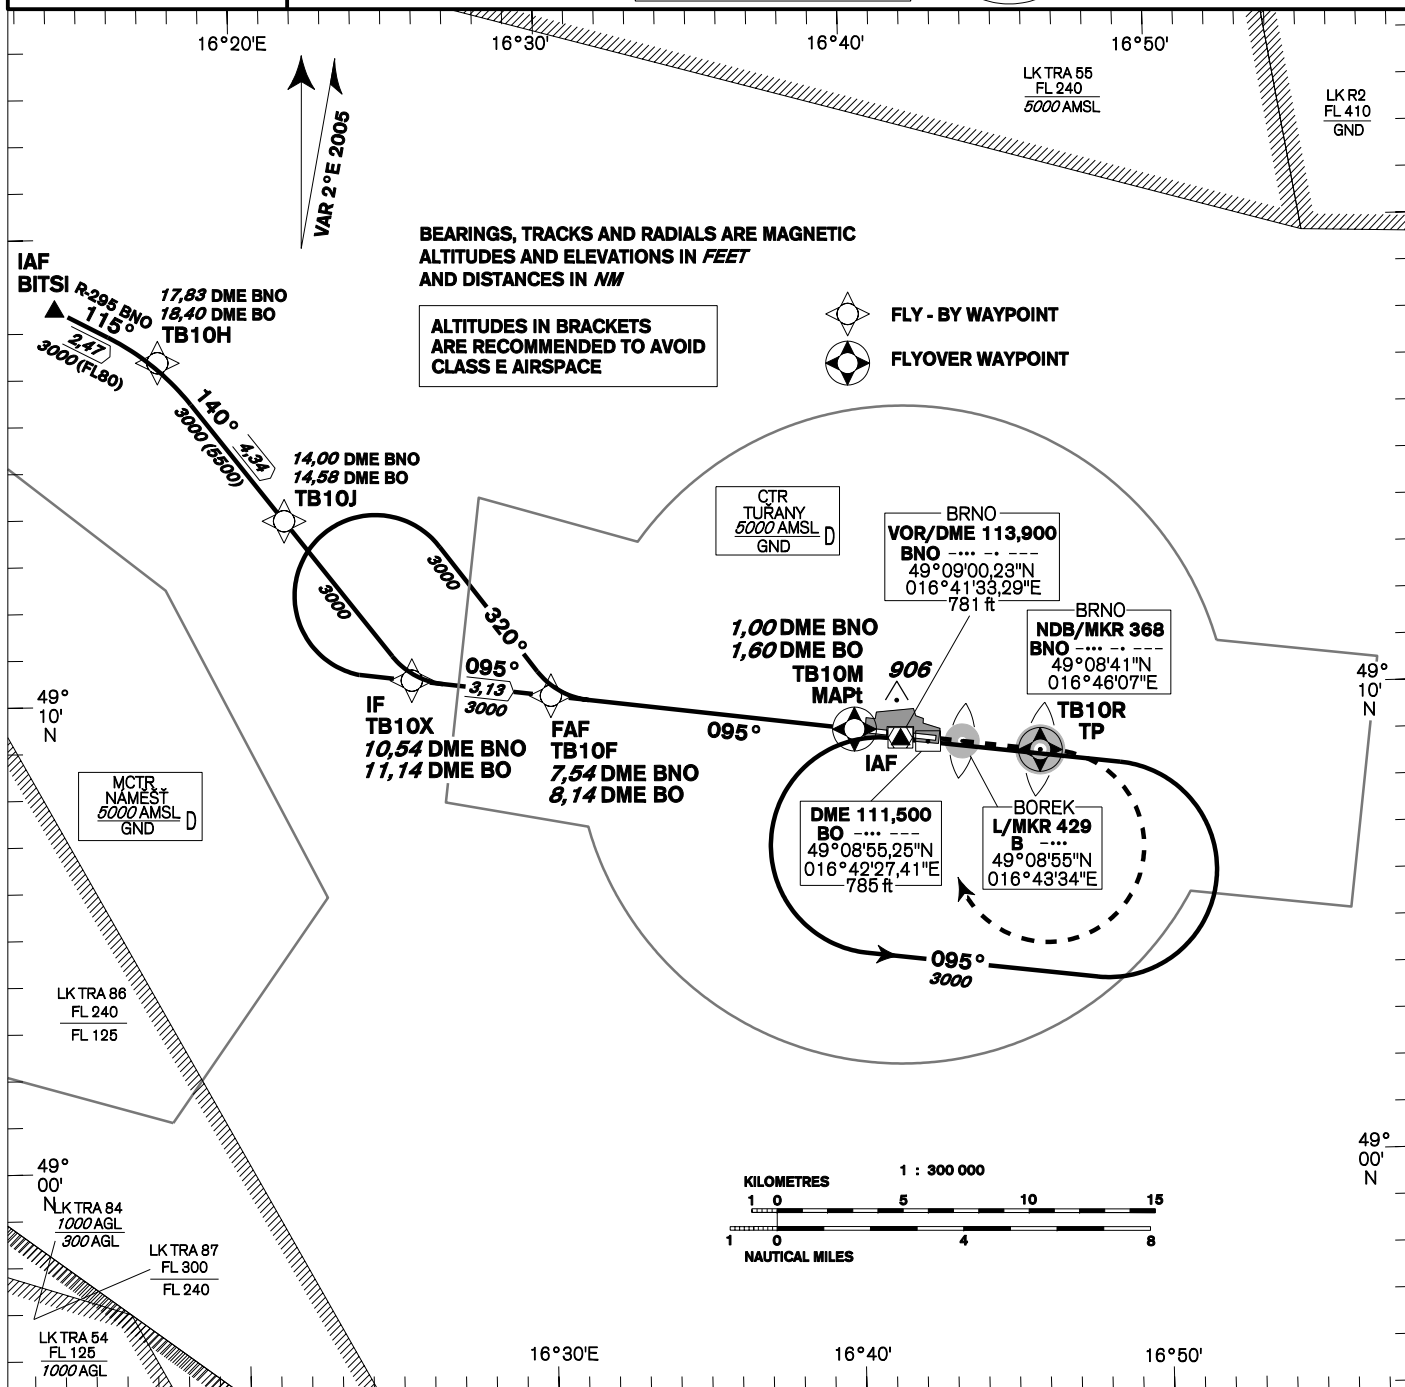 16°20'E
16°30'
16°40'
16°50'
LK TRA 55
FL 240
5000 AMSL
LK R2
FL 410
GND
VAR 2°E 2005
BEARINGS, TRACKS AND RADIALS ARE MAGNETIC
ALTITUDES AND ELEVATIONS IN FEET
AND DISTANCES IN NM
ALTITUDES IN BRACKETS
ARE RECOMMENDED TO AVOID
CLASS E AIRSPACE
FLY - BY WAYPOINT
FLYOVER WAYPOINT
IAF
BITSI
R-295 BNO
115°
2,47
3000 (FL80)
17,83 DME BNO
18,40 DME BO
TB10H
140°
4,34
3000 (5500)
14,00 DME BNO
14,58 DME BO
TB10J
3000
3000
320°
095°
3,13
3000
IF
TB10X
10,54 DME BNO
11,14 DME BO
FAF
TB10F
7,54 DME BNO
8,14 DME BO
095°
CTR
TUŘANY
5000 AMSL
GND
D
BRNO
VOR/DME 113,900
BNO -••• -• ---
49°09'00,23"N
016°41'33,29"E
781 ft
1,00 DME BNO
1,60 DME BO
TB10M
MAPt
906
BRNO
NDB/MKR 368
BNO -••• -• ---
49°08'41"N
016°46'07"E
TB10R
TP
IAF
DME 111,500
BO -••• ---
49°08'55,25"N
016°42'27,41"E
785 ft
BOREK
L/MKR 429
B -•••
49°08'55"N
016°43'34"E
095°
3000
49°
10'
N
49°
10'
N
MCTR
NÁMĚŠŤ
5000 AMSL
GND
D
LK TRA 86
FL 240
FL 125
49°
00'
N
49°
00'
N
LK TRA 84
1000 AGL
300 AGL
LK TRA 87
FL 300
FL 240
LK TRA 54
FL 125
1000 AGL
1 : 300 000
KILOMETRES
1 0 5 10 15
1 0 4 8
NAUTICAL MILES
16°30'E
16°40'
16°50'